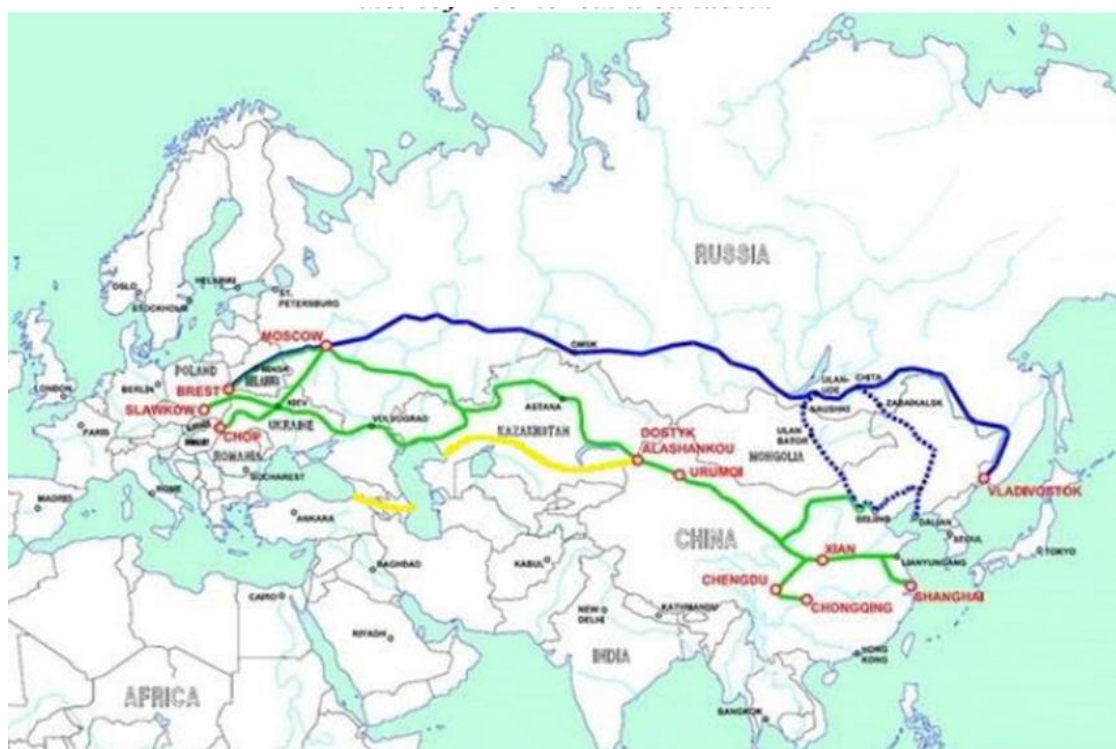 RUSSIA
OSLO
HELSINKI
STOCKHOLM
ST.
PETERSBURG
MOSCOW
OMSK
ULAN-
UDE
CHITA
LONDON
BERLIN
POLAND
MINSK
BELARUS
BREST
NAUSHKI
ZABAIKALSK
SLAWKOW
KIEV
ASTANA
PARIS
CHOP
UKRAINE
VOLVOGRAD
KAZAKHSTAN
DOSTYK
ALASHANKOU
ULAN
BATOR
MONGOLIA
ROMANIA
BUCHAREST
URUMQI
VLADIVOSTOK
MADRID
ROME
ANKARA
BEIJING
DALIAN
SEOUL
TOKYO
CHINA
XIAN
LIANYUNGANG
BAGHDAD
KABUL
CHENGDU
CHONGQING
SHANGHAI
CAIRO
NEW
DELHI
KATHMANDU
RIYADH
INDIA
HONG
KONG
AFRICA
BANGKOK